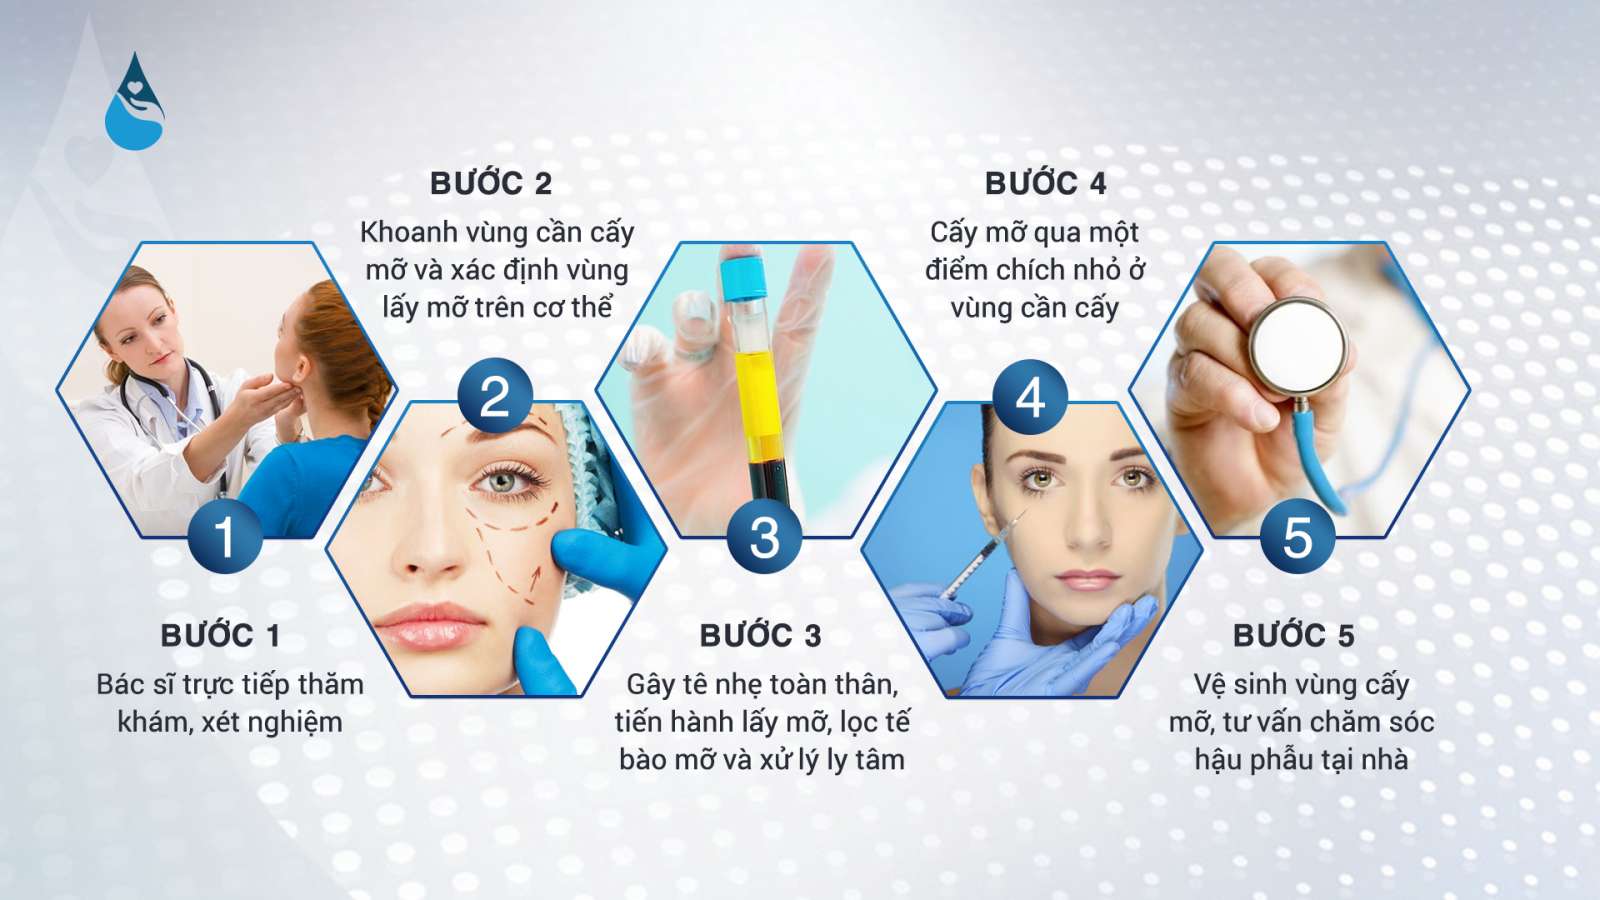 1
BƯỚC 1
Bác sĩ trực tiếp thăm
khám, xét nghiệm
BƯỚC 2
Khoanh vùng cần cấy
mỡ và xác định vùng
lấy mỡ trên cơ thể
2
3
BƯỚC 3
Gây tê nhẹ toàn thân,
tiến hành lấy mỡ, lọc tế
bào mỡ và xử lý ly tâm
BƯỚC 4
Cấy mỡ qua một
điểm chích nhỏ ở
vùng cần cấy
4
5
BƯỚC 5
Vệ sinh vùng cấy
mỡ, tư vấn chăm sóc
hậu phẫu tại nhà